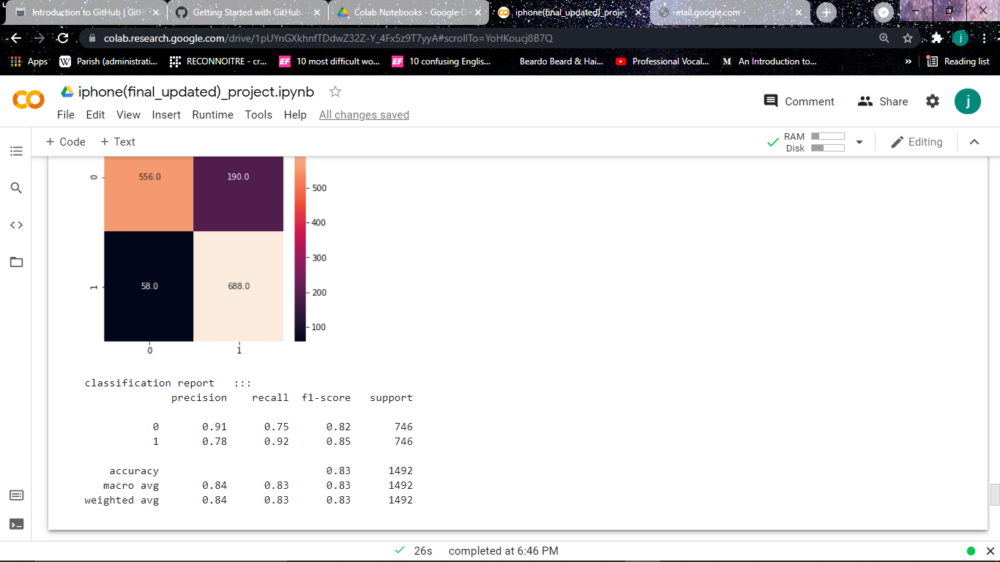 Introduction to GitHub | GitH
Getting Started with GitHub
Colab Notebooks - Google D
iphone(final_updated)_proje
mail.google.com
colab.research.google.com/drive/1pUYnGXkhnfTDdwZ32Z-Y_4Fx5z9T7yyA#scrollTo=YoHKoucj8B7Q
j
Apps
W Parish (administrati...
RECONNOITRE - cr...
EF 10 most difficult wo...
EF 10 confusing Englis...
Beardo Beard & Hai...
Professional Vocal...
M An Introduction to...
»
Reading list
CO
iphone(final_updated)_project.ipynb
Comment
Share
j
File Edit View Insert Runtime Tools Help All changes saved
+ Code + Text
RAM
Disk
Editing
0 556.0 190.0
500
400
300
1 58.0 688.0
200
100
0 1
classification report :::
precision recall f1-score support
0 0.91 0.75 0.82 746
1 0.78 0.92 0.85 746
accuracy 0.83 1492
macro avg 0.84 0.83 0.83 1492
weighted avg 0.84 0.83 0.83 1492
26s completed at 6:46 PM